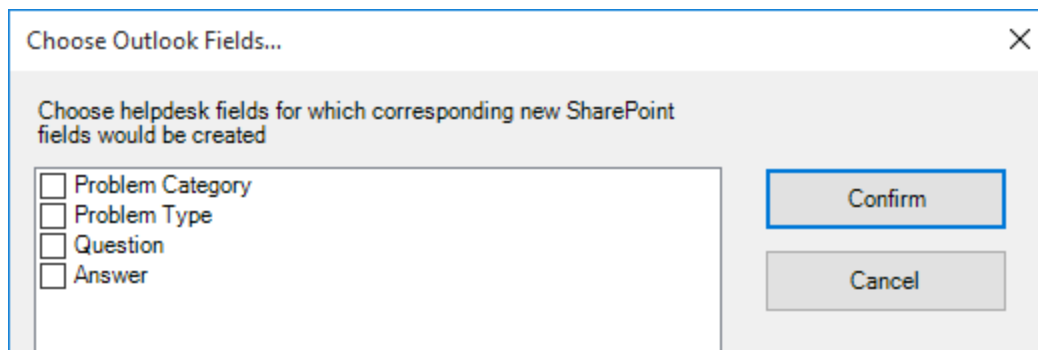 Choose Outlook Fields...
Choose helpdesk fields for which corresponding new SharePoint
fields would be created
Problem Category
Problem Type
Question
Answer
Confirm
Cancel